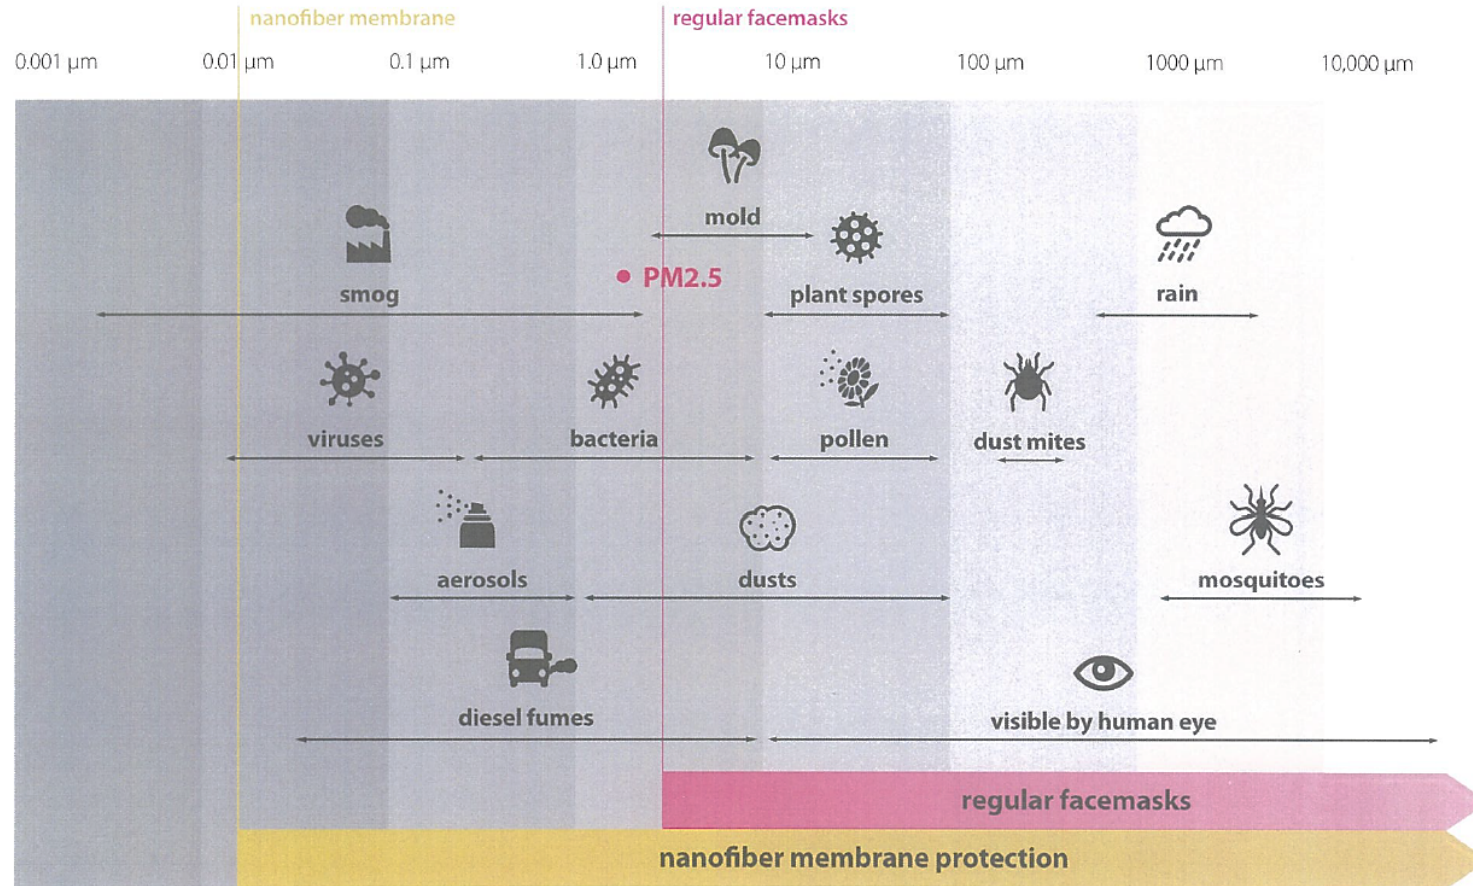 nanofiber membrane
regular facemasks
0.001 µm
0.01 µm
0.1 µm
1.0 µm
10 µm
100 µm
1000 µm
10,000 µm
mold
PM2.5
smog
plant spores
rain
viruses
bacteria
pollen
dust mites
aerosols
dusts
mosquitoes
diesel fumes
visible by human eye
regular facemasks
nanofiber membrane protection